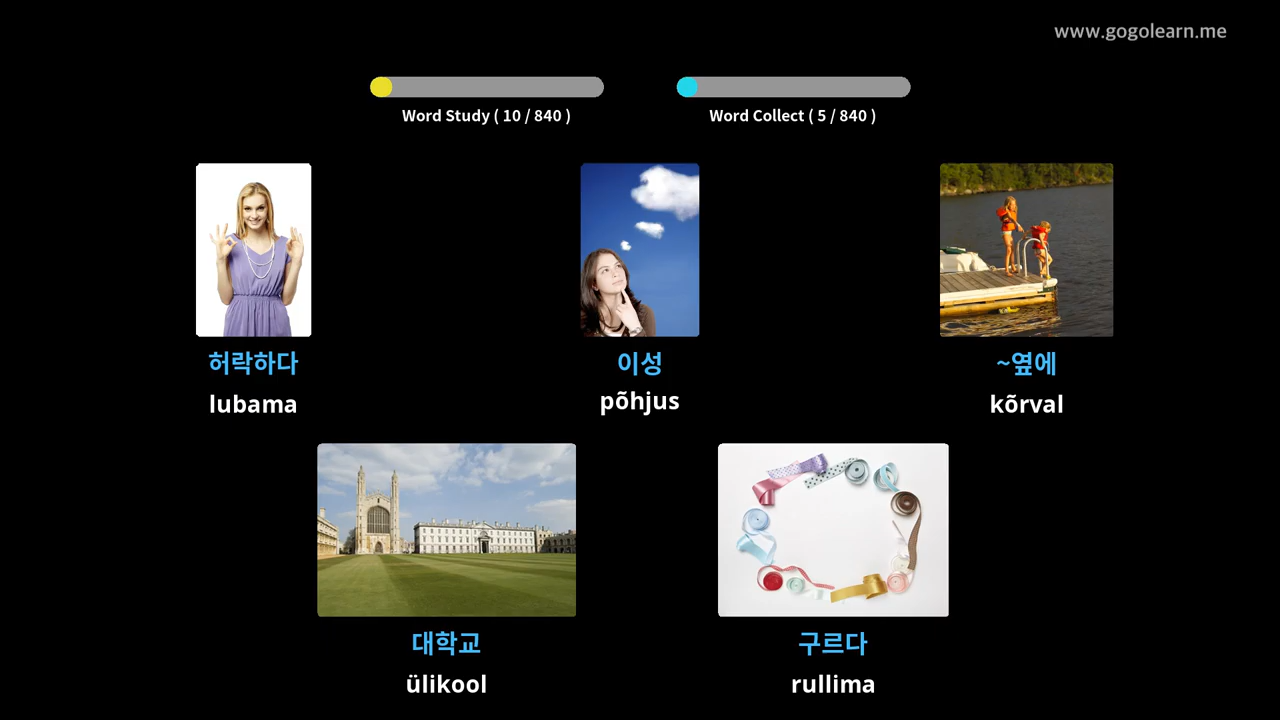 www.gogolearn.me
Word Study ( 10 / 840 )
Word Collect ( 5 / 840 )
허락하다
lubama
이성
põhjus
~옆에
kõrval
대학교
ülikool
구르다
rullima